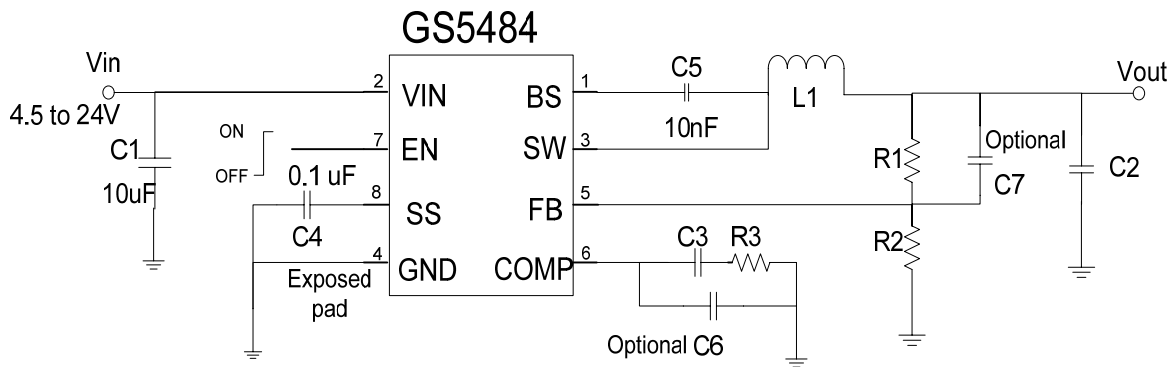 GS5484
Vin
4.5 to 24V
C1
10uF
ON
OFF
0.1 uF
C4
Exposed
pad
2
7
8
4
VIN
EN
SS
GND
BS
SW
FB
COMP
1
3
5
6
C5
10nF
L1
Vout
R1
Optional
C7
C2
R2
C3 R3
Optional C6